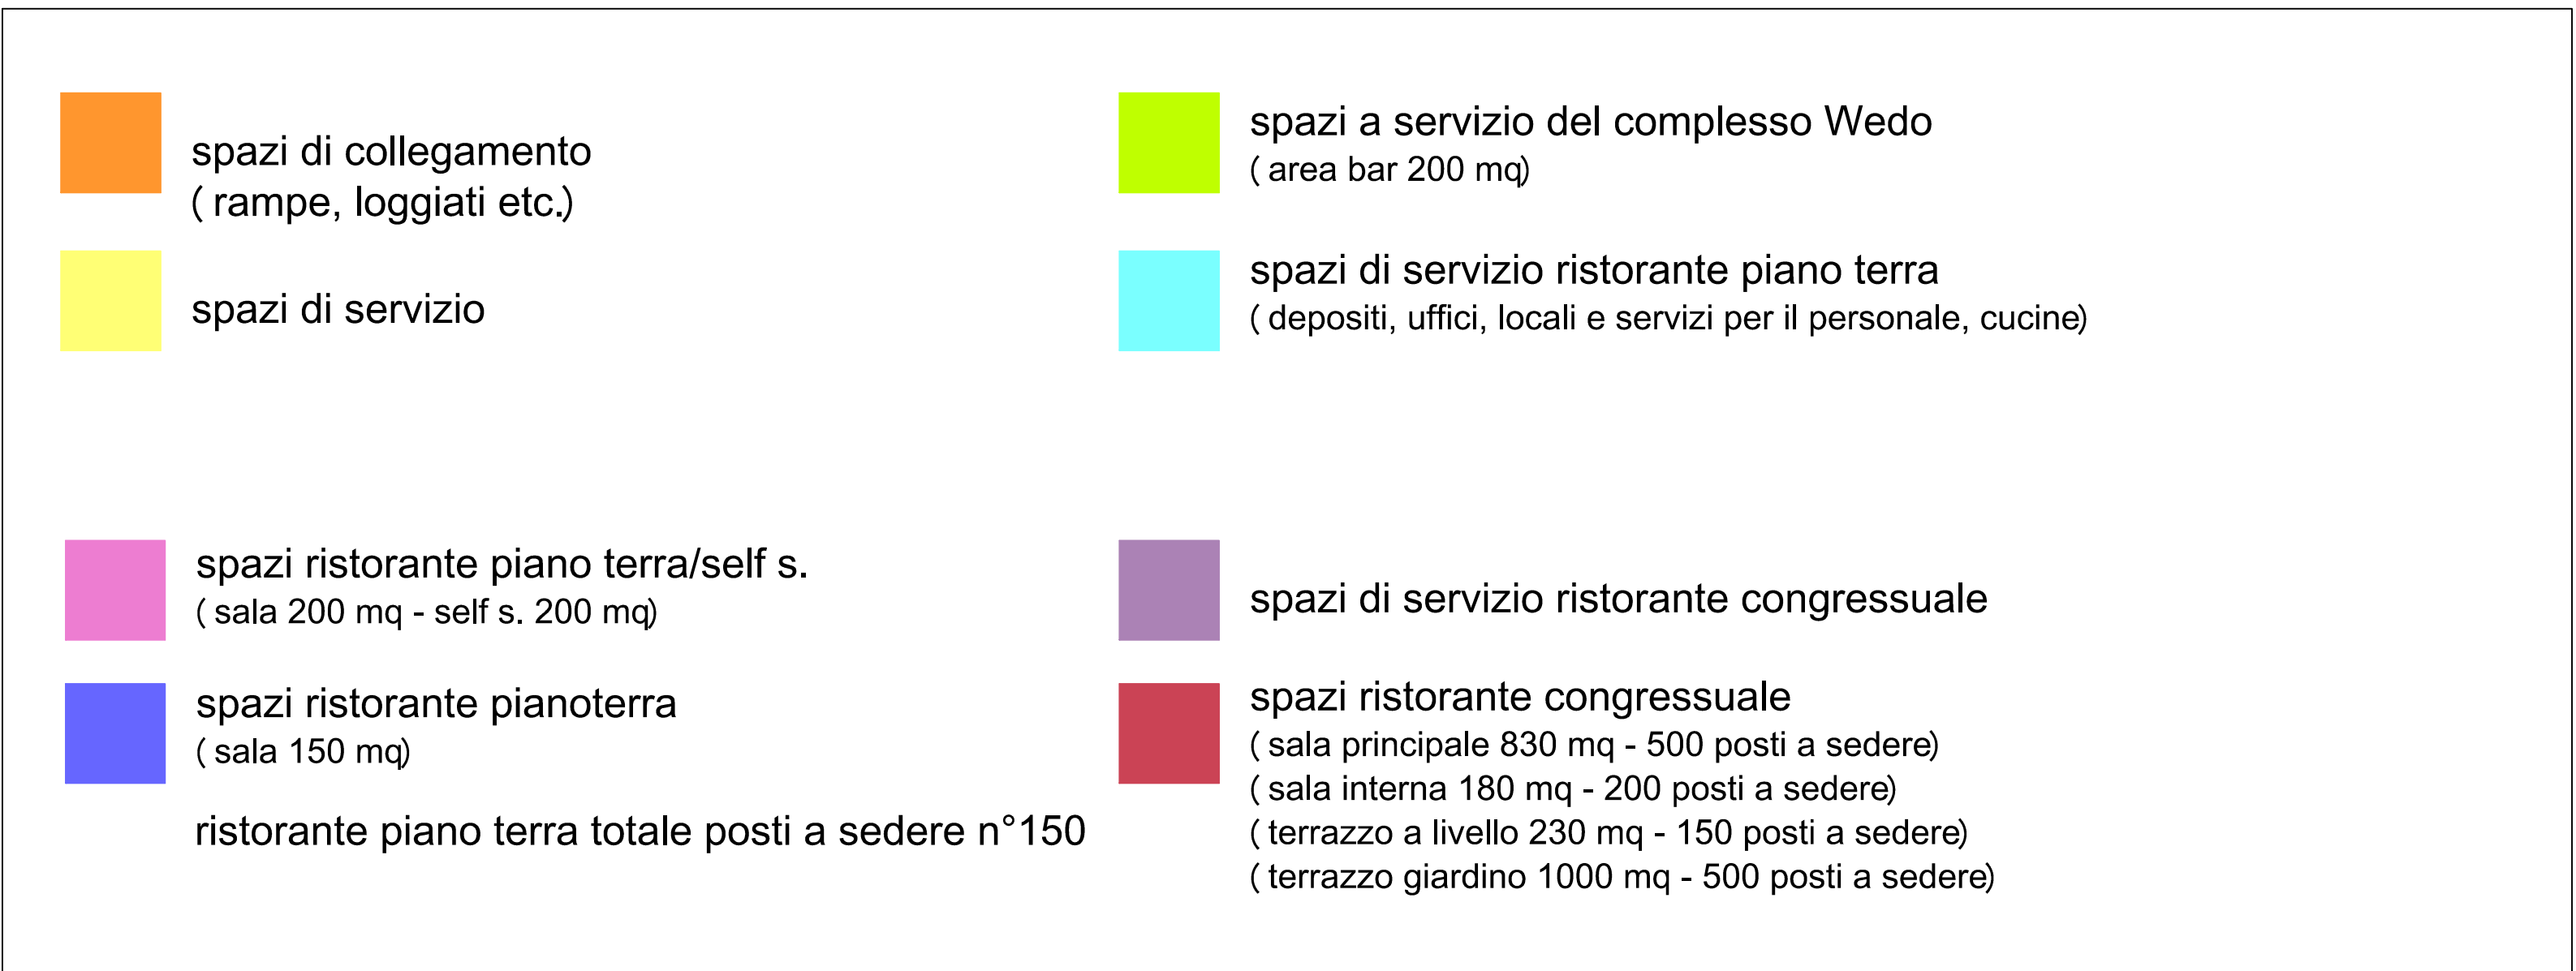 spazi di collegamento
( rampe, loggiati etc.)
spazi di servizio
spazi a servizio del complesso Wedo
( area bar 200 mq)
spazi di servizio ristorante piano terra
( depositi, uffici, locali e servizi per il personale, cucine)
spazi ristorante piano terra/self s.
( sala 200 mq - self s. 200 mq)
spazi ristorante pianoterra
( sala 150 mq)
ristorante piano terra totale posti a sedere n°150
spazi di servizio ristorante congressuale
spazi ristorante congressuale
( sala principale 830 mq - 500 posti a sedere)
( sala interna 180 mq - 200 posti a sedere)
( terrazzo a livello 230 mq - 150 posti a sedere)
( terrazzo giardino 1000 mq - 500 posti a sedere)